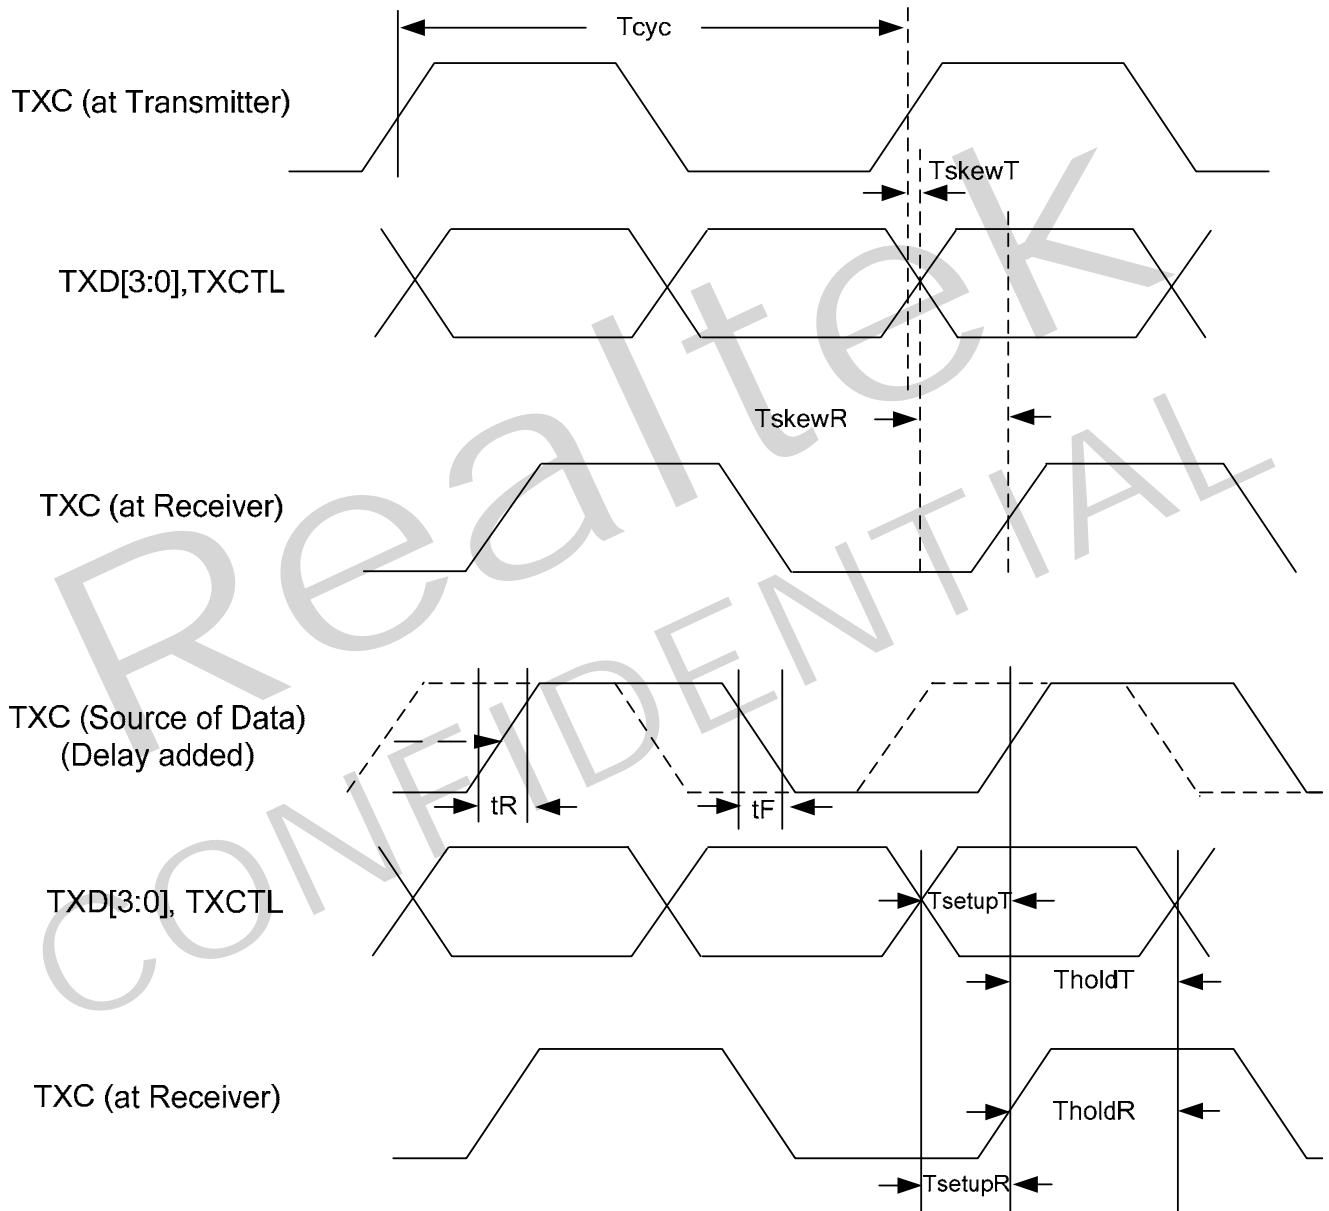 Tcyc
TXC (at Transmitter)
TskewT
TXD[3:0],TXCTL
TskewR
TXC (at Receiver)
TXC (Source of Data)
(Delay added)
tR
tF
TXD[3:0], TXCTL
TsetupT
TholdT
TXC (at Receiver)
TholdR
TsetupR
Realtek
CONFIDENTIAL